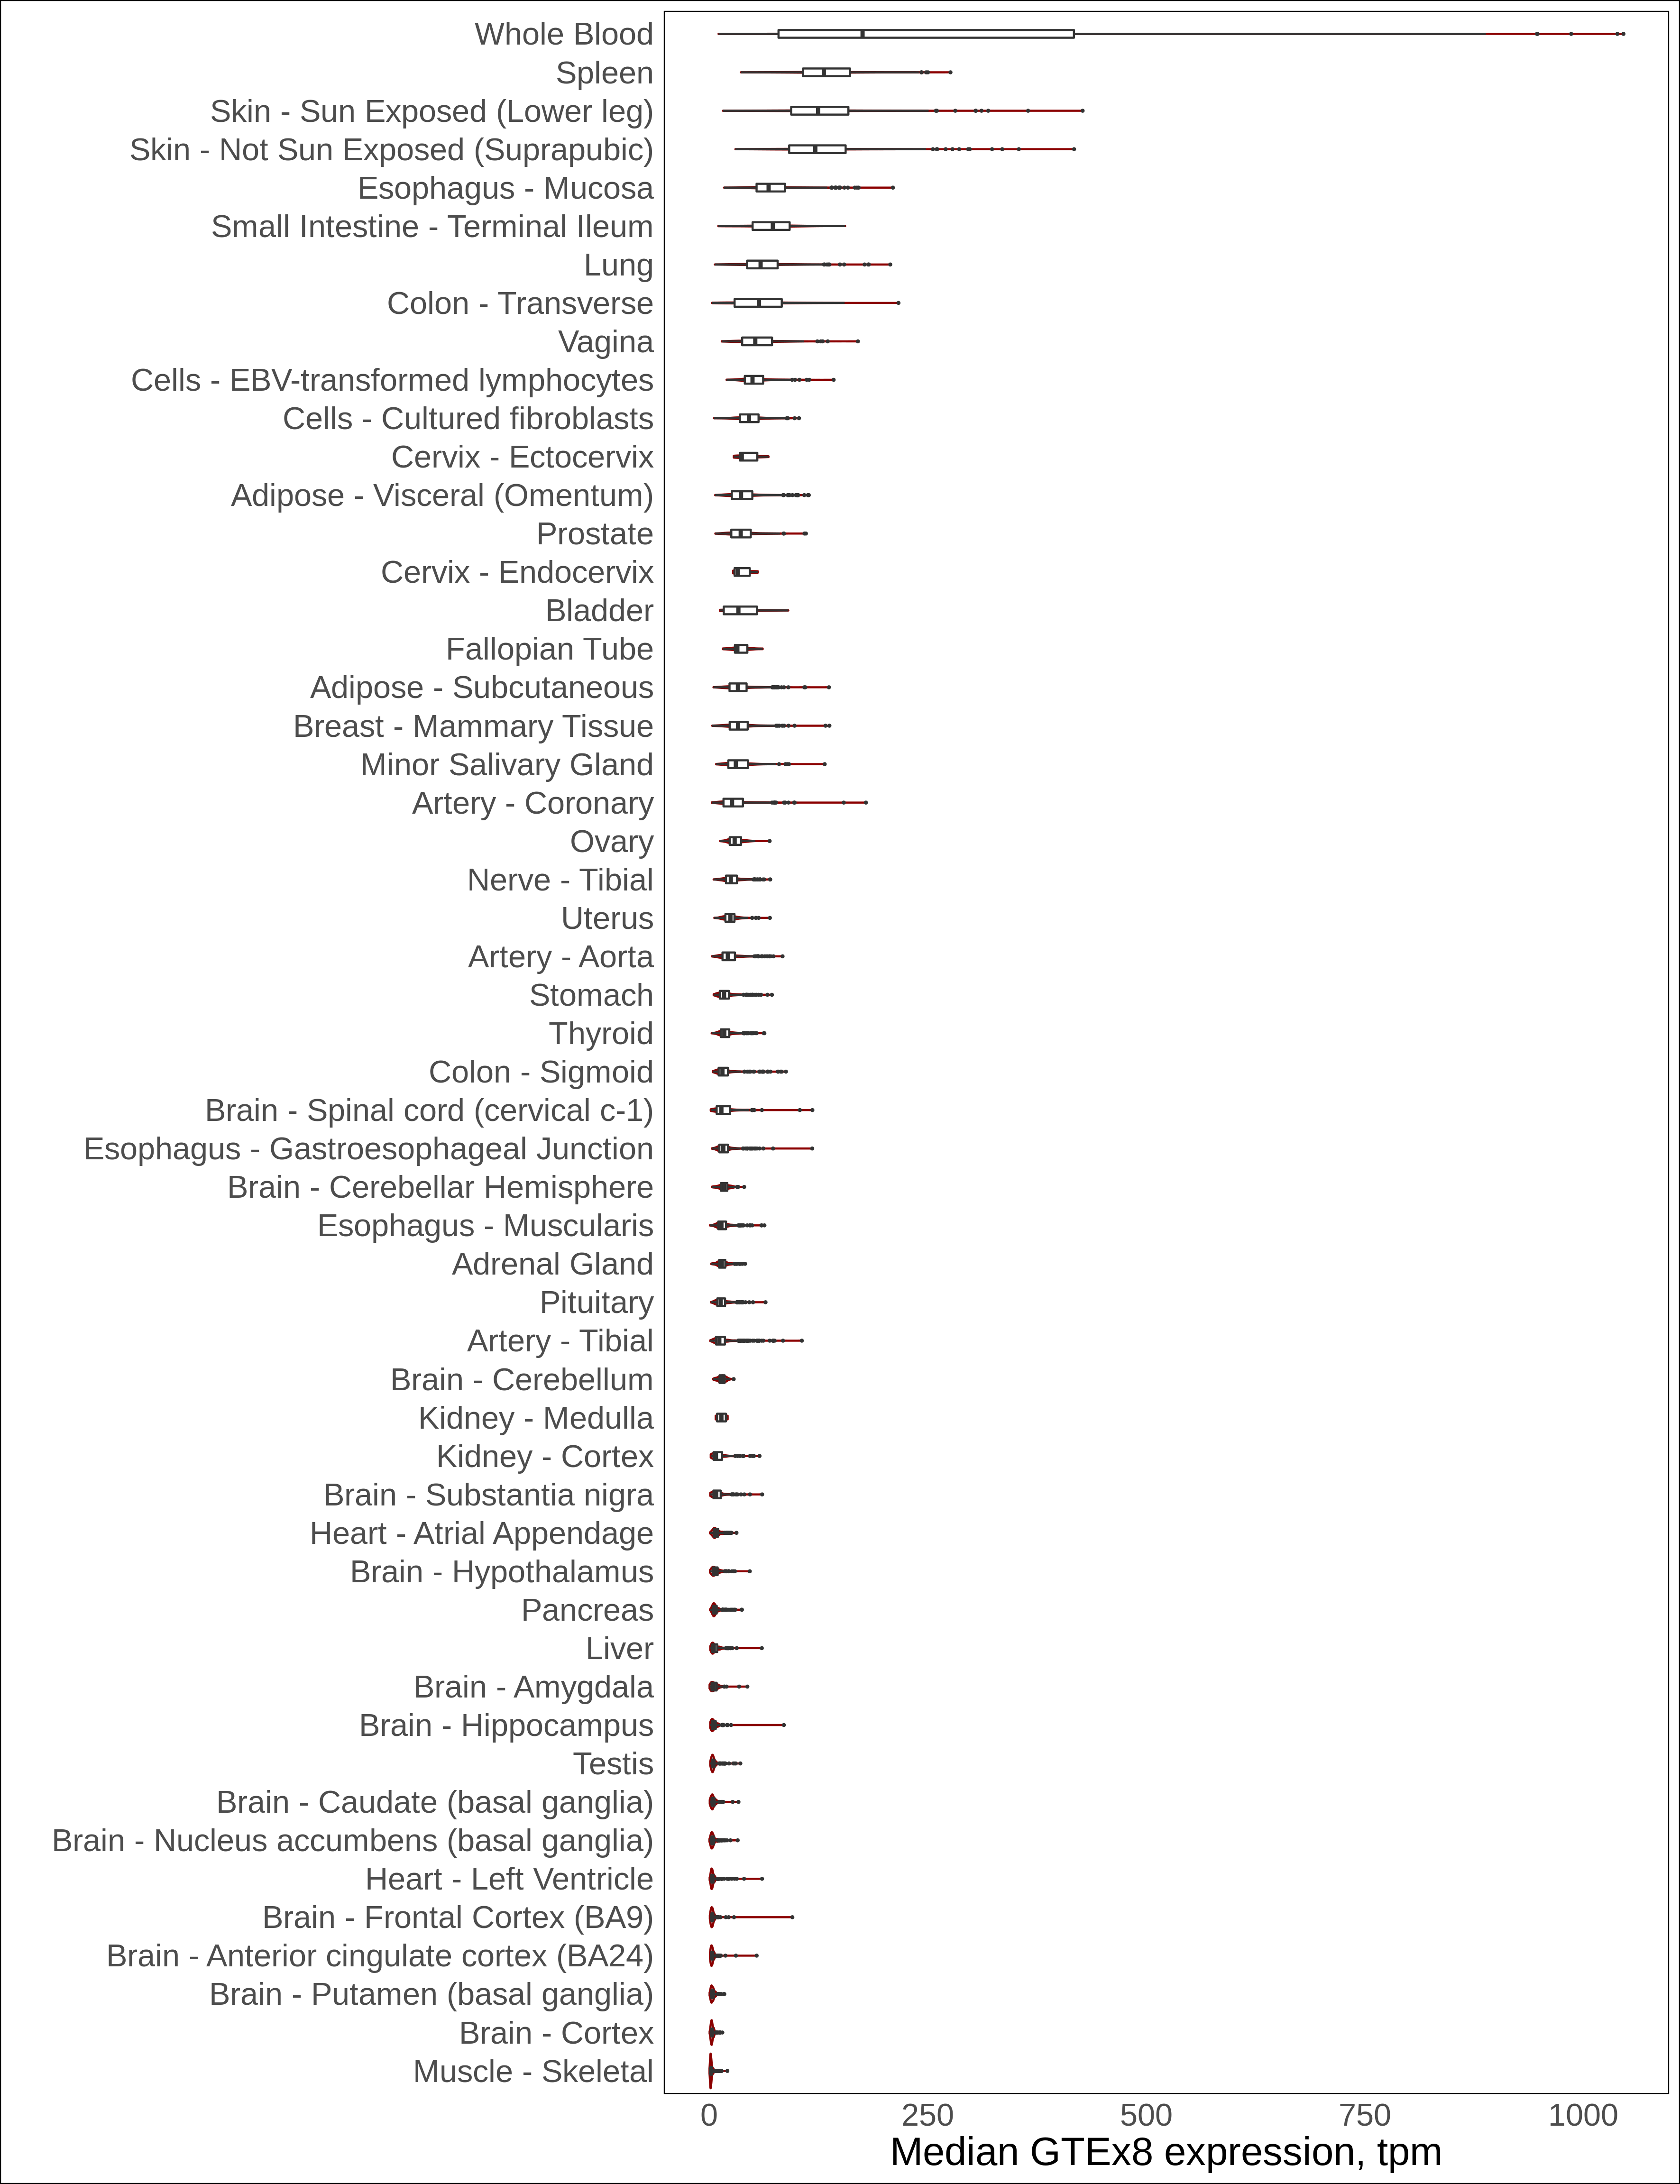 Whole Blood
Spleen
Skin - Sun Exposed (Lower leg)
Skin - Not Sun Exposed (Suprapubic)
Esophagus - Mucosa
Small Intestine - Terminal Ileum
Lung
Colon - Transverse
Vagina
Cells - EBV-transformed lymphocytes
Cells - Cultured fibroblasts
Cervix - Ectocervix
Adipose - Visceral (Omentum)
Prostate
Cervix - Endocervix
Bladder
Fallopian Tube
Adipose - Subcutaneous
Breast - Mammary Tissue
Minor Salivary Gland
Artery - Coronary
Ovary
Nerve - Tibial
Uterus
Artery - Aorta
Stomach
Thyroid
Colon - Sigmoid
Brain - Spinal cord (cervical c-1)
Esophagus - Gastroesophageal Junction
Brain - Cerebellar Hemisphere
Esophagus - Muscularis
Adrenal Gland
Pituitary
Artery - Tibial
Brain - Cerebellum
Kidney - Medulla
Kidney - Cortex
Brain - Substantia nigra
Heart - Atrial Appendage
Brain - Hypothalamus
Pancreas
Liver
Brain - Amygdala
Brain - Hippocampus
Testis
Brain - Caudate (basal ganglia)
Brain - Nucleus accumbens (basal ganglia)
Heart - Left Ventricle
Brain - Frontal Cortex (BA9)
Brain - Anterior cingulate cortex (BA24)
Brain - Putamen (basal ganglia)
Brain - Cortex
Muscle - Skeletal
0 250 500 750 1000
Median GTEx8 expression, tpm